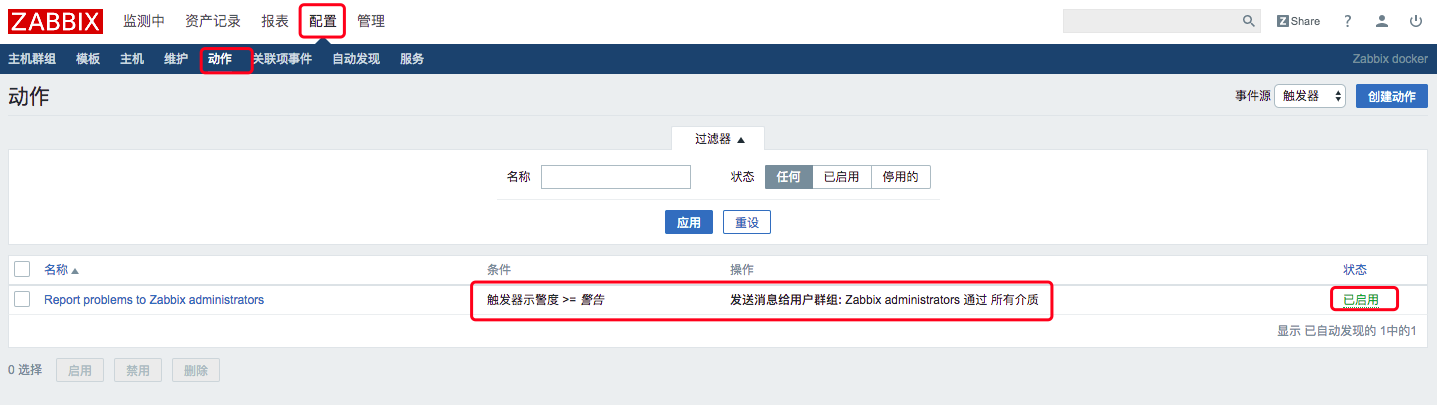 ZABBIX 监测中 资产记录 报表 配置 管理 Z Share ?
主机群组 模板 主机 维护 动作 关联项事件 自动发现 服务 Zabbix docker
动作 事件源 触发器 创建动作
过滤器
名称 状态 任何 已启用 停用的
应用 重设
名称 条件 操作 状态
Report problems to Zabbix administrators 触发器示警度 >= 警告 发送消息给用户群组: Zabbix administrators 通过 所有介质 已启用
显示 已自动发现的 1中的1
0 选择 启用 禁用 删除